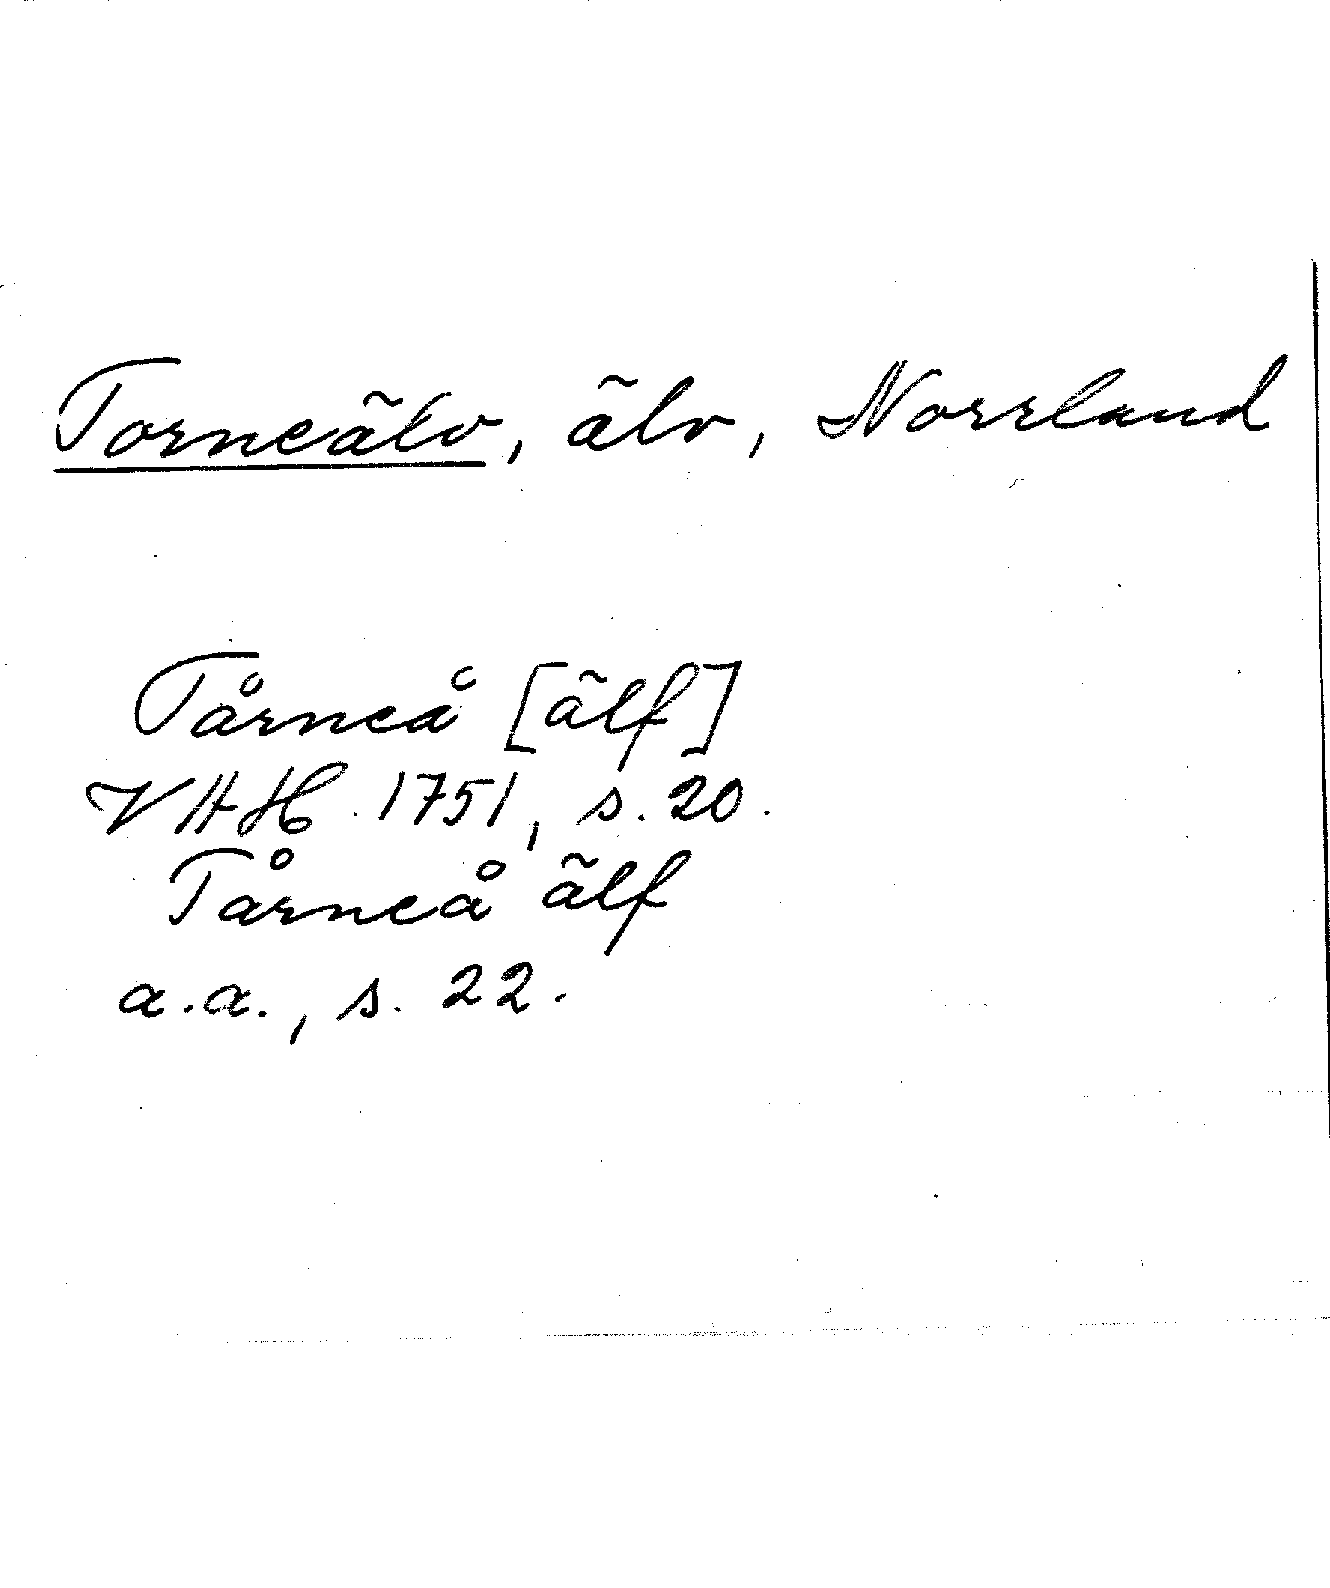 Torneälv, älv, Norrland
Tårneå [älf]
VAH. 1751, s. 20.
Tårneå älf
a.a., s. 22.